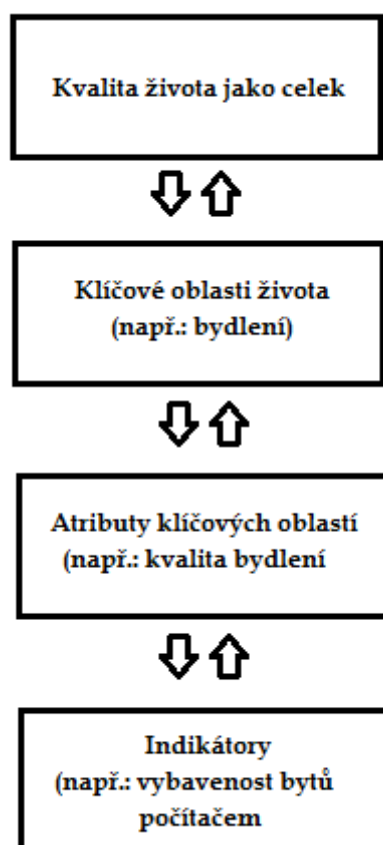 Kvalita života jako celek
Klíčové oblasti života
(např.: bydlení)
Atributy klíčových oblastí
(např.: kvalita bydlení
Indikátory
(např.: vybavenost bytů
počítačem